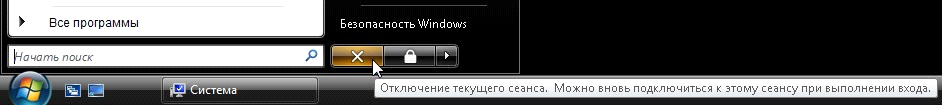 Все программы
Безопасность Windows
Начать поиск
Система
Отключение текущего сеанса. Можно вновь подключиться к этому сеансу при выполнении входа.